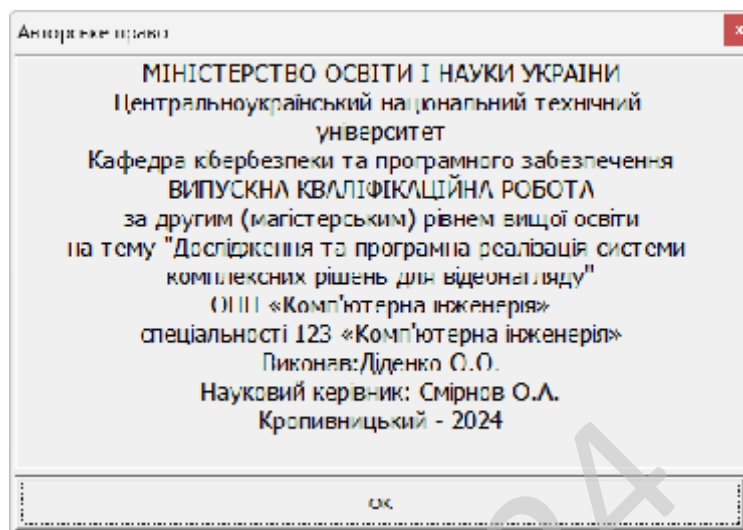 Авторське право
МІНІСТЕРСТВО ОСВІТИ І НАУКИ УКРАЇНИ
Центральноукраїнський національний технічний
університет
Кафедра кібербезпеки та програмного забезпечення
ВИПУСКНА КВАЛІФІКАЦІЙНА РОБОТА
за другим (магістерським) рівнем вищої освіти
на тему "Дослідження та програмна реалізація системи
комплексних рішень для відеонагляду"
ОПП «Комп'ютерна інженерія»
спеціальності 123 «Комп'ютерна інженерія»
Виконав:Діденко О.О.
Науковий керівник: Смірнов О.А.
Кропивницький - 2024
ОК
24